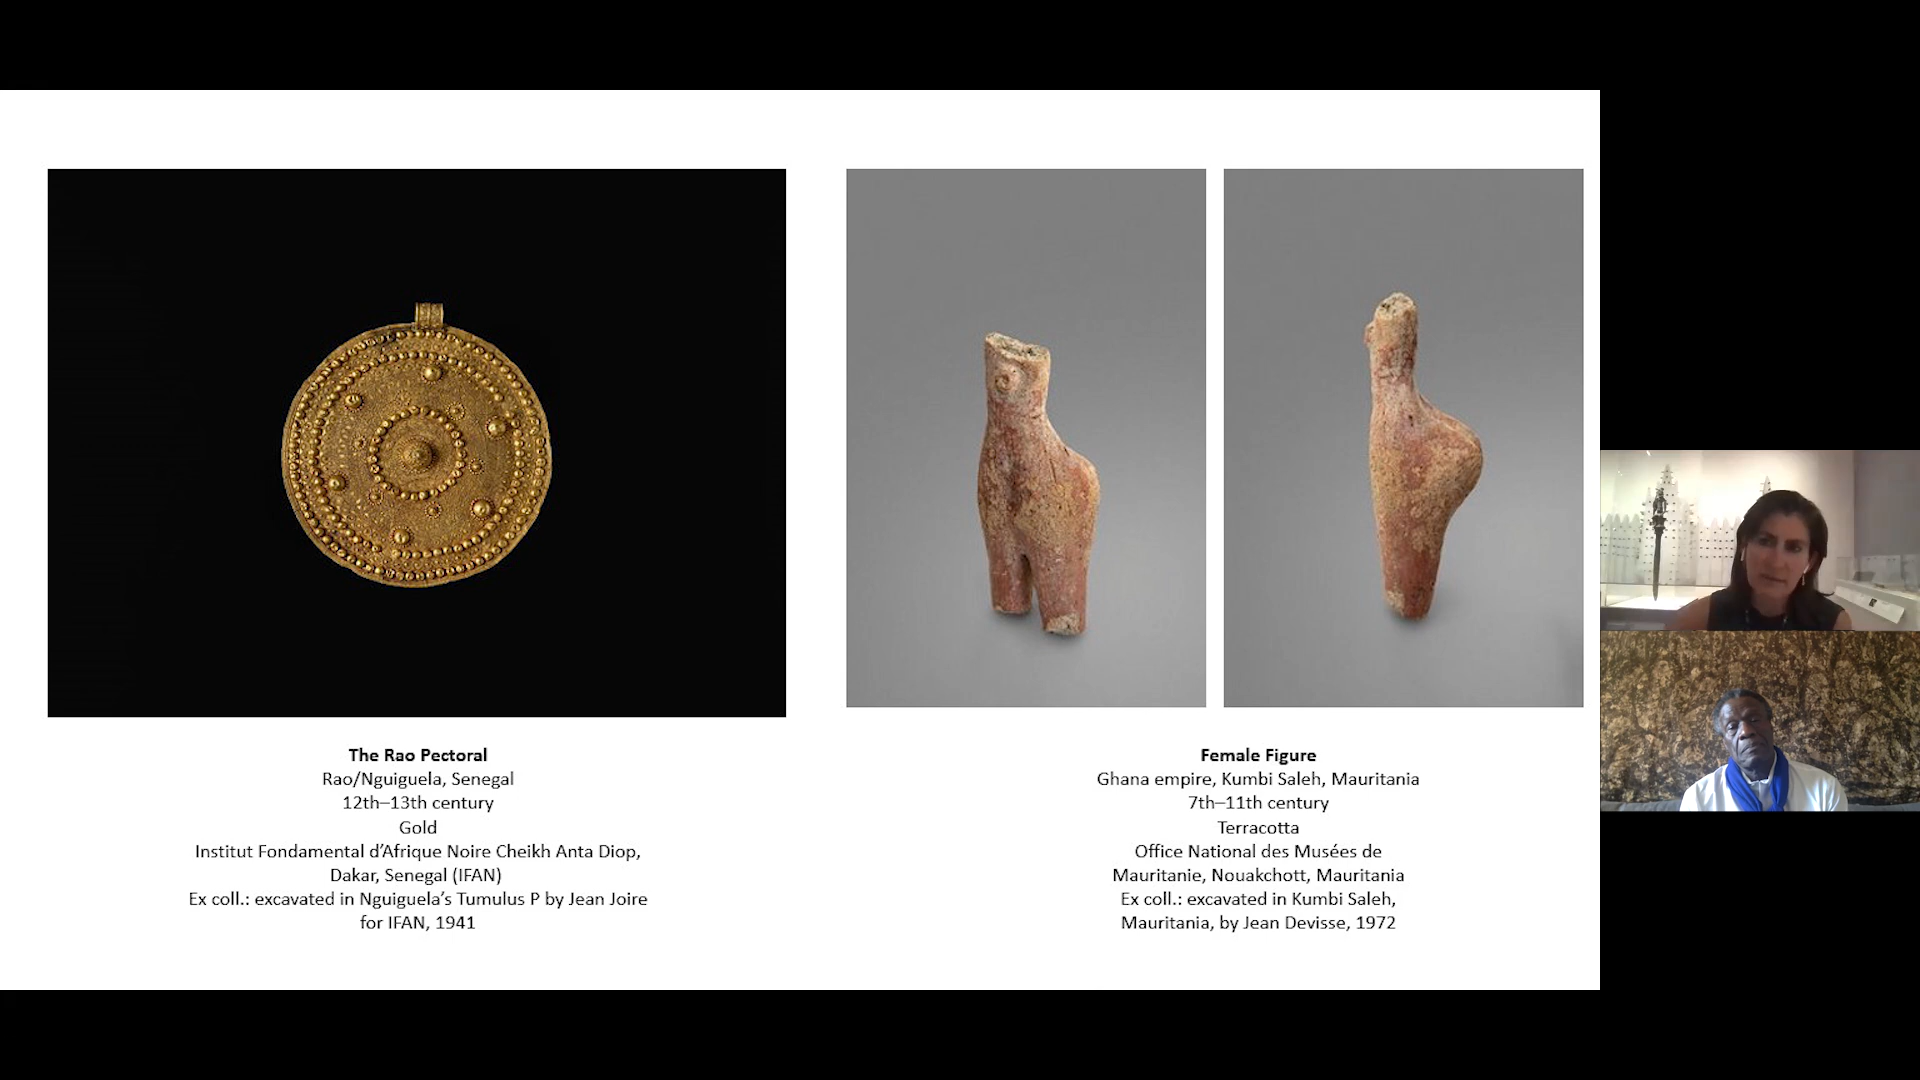 The Rao Pectoral
Rao/Nguiguela, Senegal
12th–13th century
Gold
Institut Fondamental d’Afrique Noire Cheikh Anta Diop,
Dakar, Senegal (IFAN)
Ex coll.: excavated in Nguiguela’s Tumulus P by Jean Joire
for IFAN, 1941
Female Figure
Ghana empire, Kumbi Saleh, Mauritania
7th–11th century
Terracotta
Office National des Musées de
Mauritanie, Nouakchott, Mauritania
Ex coll.: excavated in Kumbi Saleh,
Mauritania, by Jean Devisse, 1972